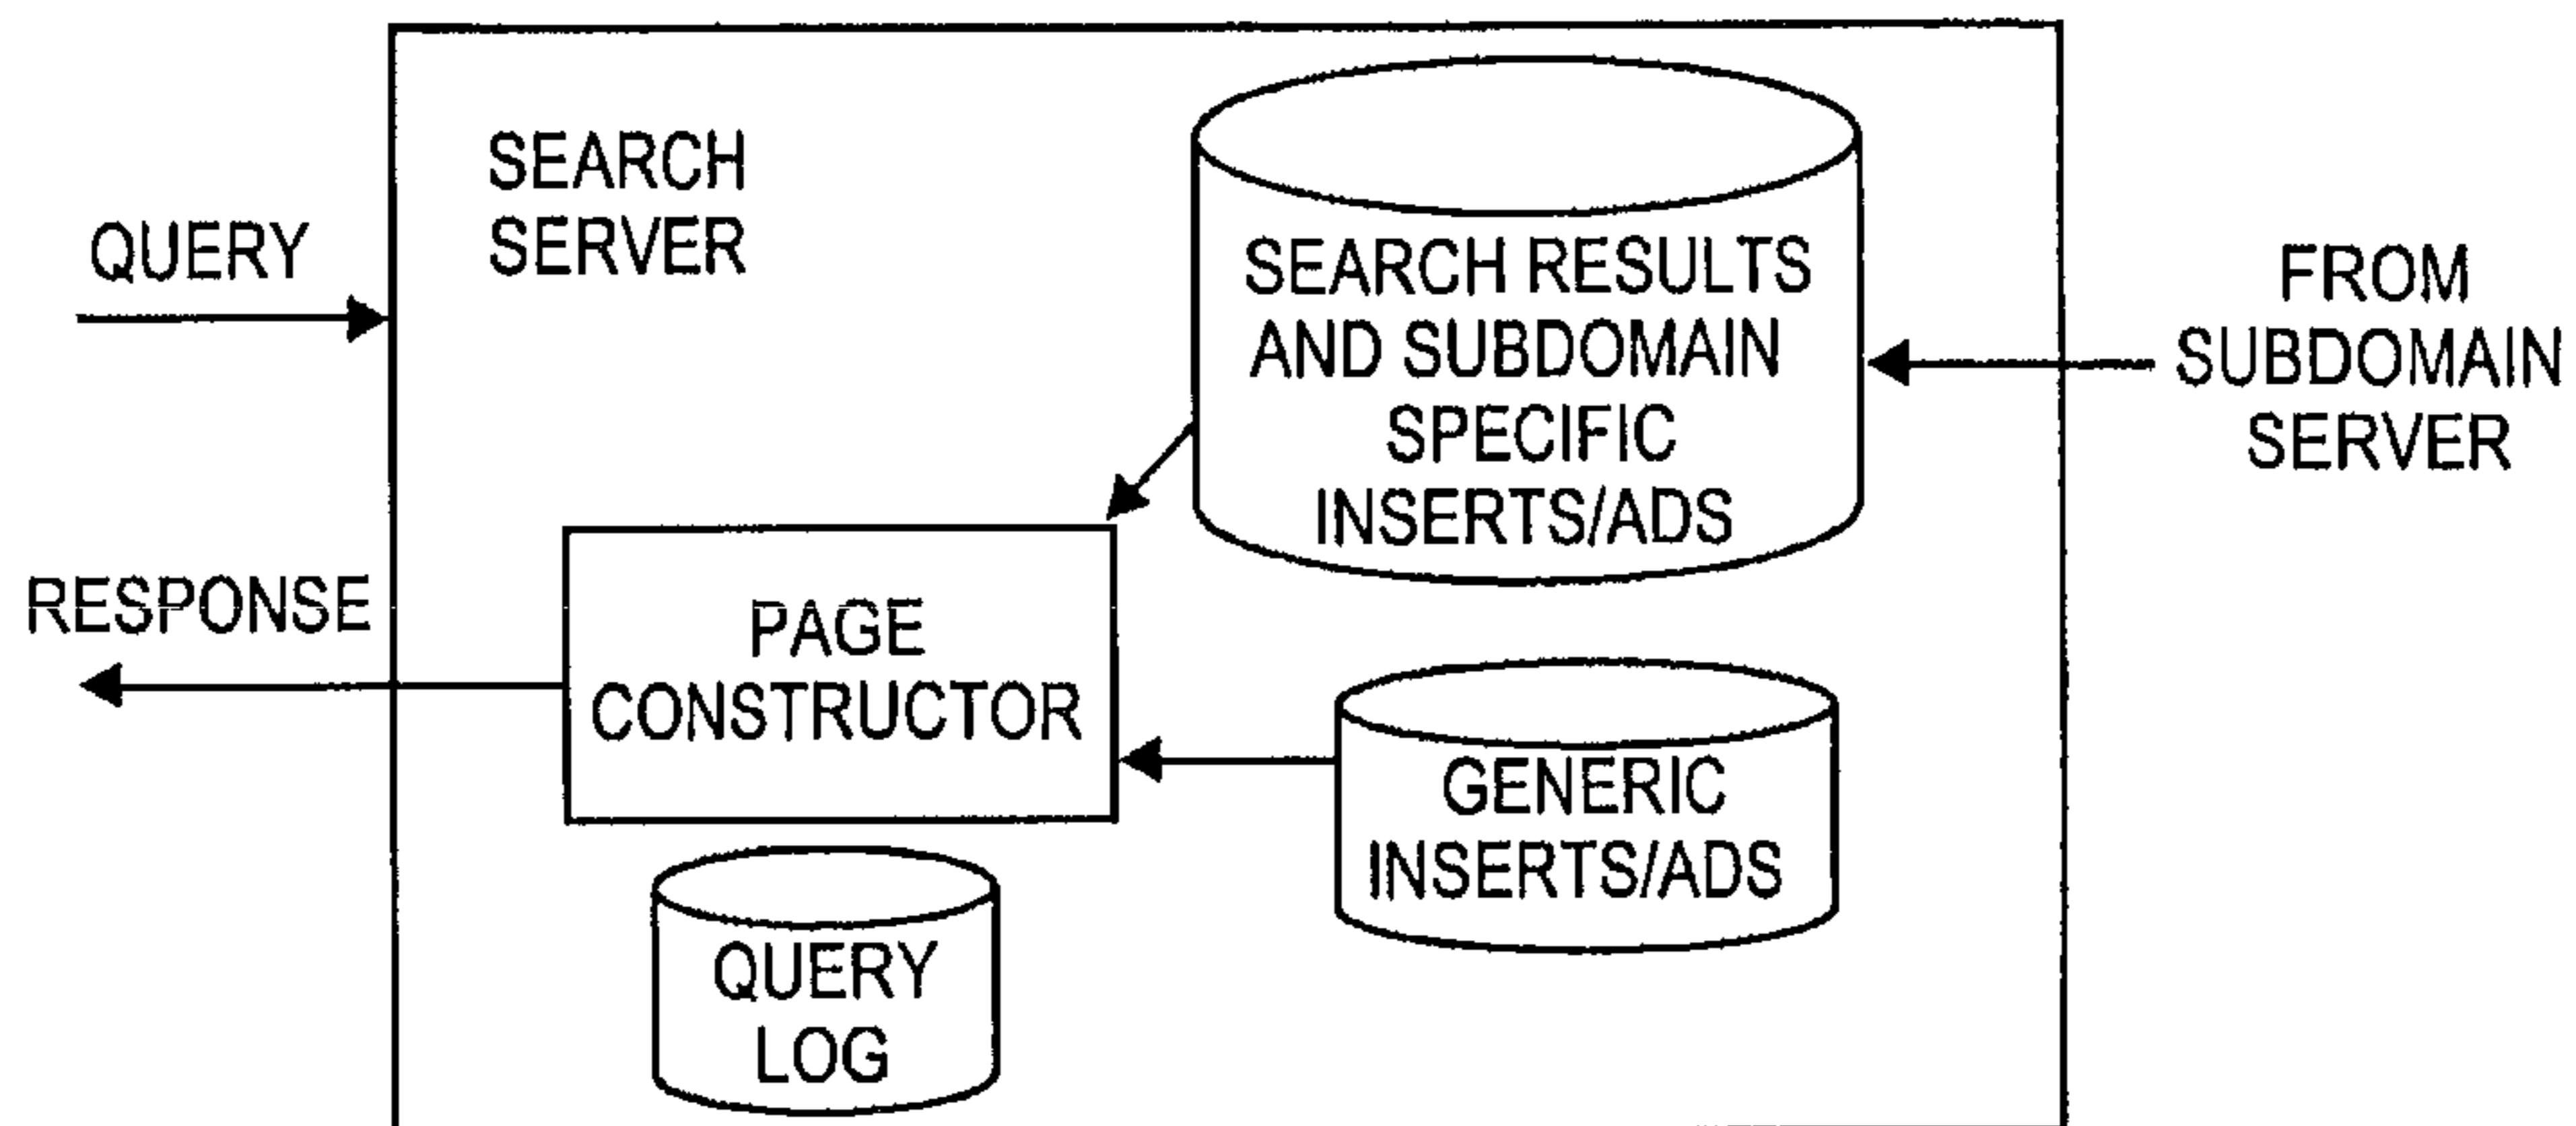 SEARCH
SERVER
QUERY
RESPONSE
SEARCH RESULTS
AND SUBDOMAIN
SPECIFIC
INSERTS/ADS
FROM
SUBDOMAIN
SERVER
PAGE
CONSTRUCTOR
GENERIC
INSERTS/ADS
QUERY
LOG